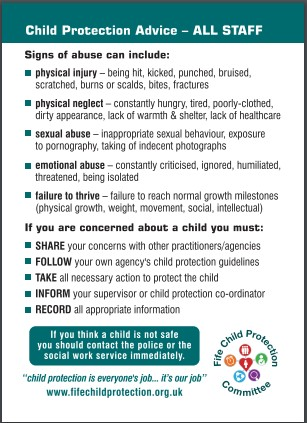 Child Protection Advice – ALL STAFF
Signs of abuse can include:
physical injury – being hit, kicked, punched, bruised,
scratched, burns or scalds, bites, fractures
physical neglect – constantly hungry, tired, poorly-clothed,
dirty appearance, lack of warmth & shelter, lack of healthcare
sexual abuse – inappropriate sexual behaviour, exposure
to pornography, taking of indecent photographs
emotional abuse – constantly criticised, ignored, humiliated,
threatened, being isolated
failure to thrive – failure to reach normal growth milestones
(physical growth, weight, movement, social, intellectual)
If you are concerned about a child you must:
SHARE your concerns with other practitioners/agencies
FOLLOW your own agency's child protection guidelines
TAKE all necessary action to protect the child
INFORM your supervisor or child protection co-ordinator
RECORD all appropriate information
If you think a child is not safe
you should contact the police or the
social work service immediately.
"child protection is everyone's job... it's our job"
www.fifechildprotection.org.uk
Fife Child Protection
Committee